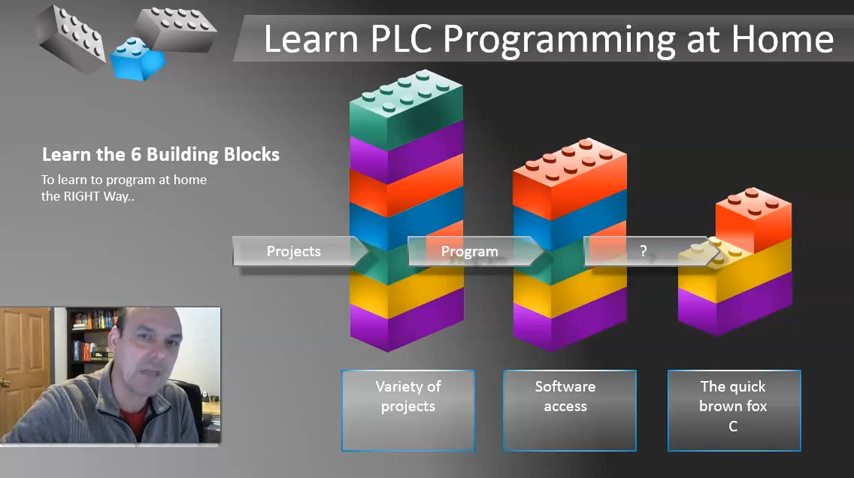 Learn PLC Programming at Home
Learn the 6 Building Blocks
To learn to program at home
the RIGHT Way..
Projects
Program
?
Variety of
projects
Software
access
The quick
brown fox
C